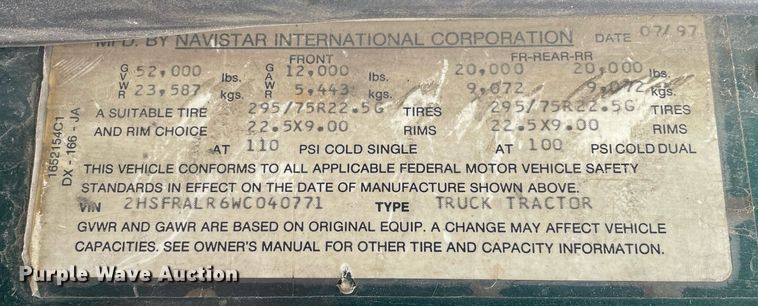 MFD. BY NAVISTAR INTERNATIONAL CORPORATION DATE 07/97
FRONT FR-REAR-RR
GVWR 52,000 lbs. GAWR 12,000 lbs. 20,000 20,000 lbs.
23,587 kgs. 5,443 kgs. 9,072 9,072 kgs.
A SUITABLE TIRE 295/75R22.5G TIRES 295/75R22.5G TIRES
AND RIM CHOICE 22.5X9.00 RIMS 22.5X9.00 RIMS
AT 110 PSI COLD SINGLE AT 100 PSI COLD DUAL
THIS VEHICLE CONFORMS TO ALL APPLICABLE FEDERAL MOTOR VEHICLE SAFETY
STANDARDS IN EFFECT ON THE DATE OF MANUFACTURE SHOWN ABOVE.
VIN 2HSFRALR6WC040771 TYPE TRUCK TRACTOR
GVWR AND GAWR ARE BASED ON ORIGINAL EQUIP. A CHANGE MAY AFFECT VEHICLE
CAPACITIES. SEE OWNER'S MANUAL FOR OTHER TIRE AND CAPACITY INFORMATION.
1652154C1
DX-166-JA
Purple Wave Auction